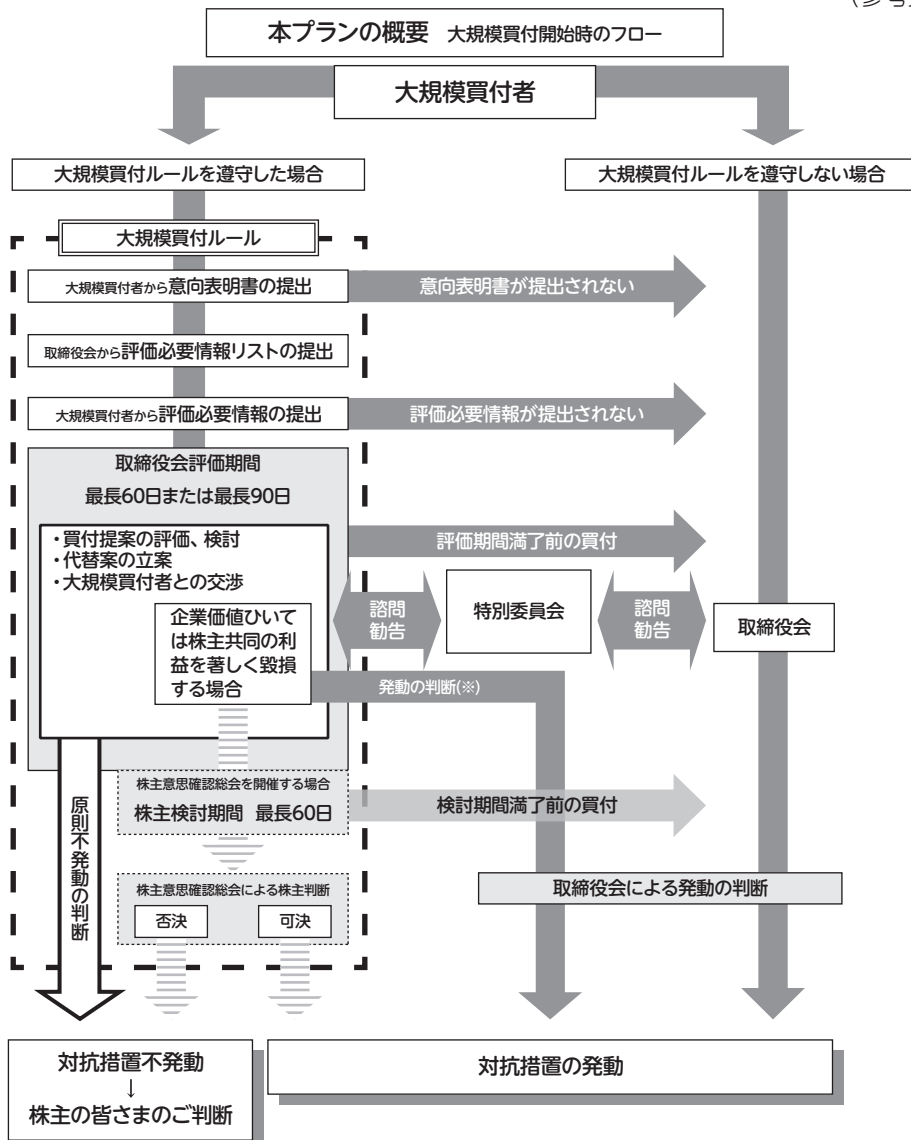 本プランの概要 大規模買付開始時のフロー
大規模買付者
大規模買付ルールを遵守した場合
大規模買付ルールを遵守しない場合
大規模買付ルール
大規模買付者から意向表明書の提出
意向表明書が提出されない
取締役会から評価必要情報リストの提出
大規模買付者から評価必要情報の提出
評価必要情報が提出されない
取締役会評価期間
最長60日または最長90日
・買付提案の評価、検討
・代替案の立案
・大規模買付者との交渉
評価期間満了前の買付
企業価値ひいて
は株主共同の利
益を著しく毀損
する場合
諮問
勧告
特別委員会
諮問
勧告
取締役会
発動の判断(※)
原則不発動の判断
株主意思確認総会を開催する場合
株主検討期間 最長60日
検討期間満了前の買付
株主意思確認総会による株主判断
否決
可決
取締役会による発動の判断
対抗措置不発動
↓
株主の皆さまのご判断
対抗措置の発動